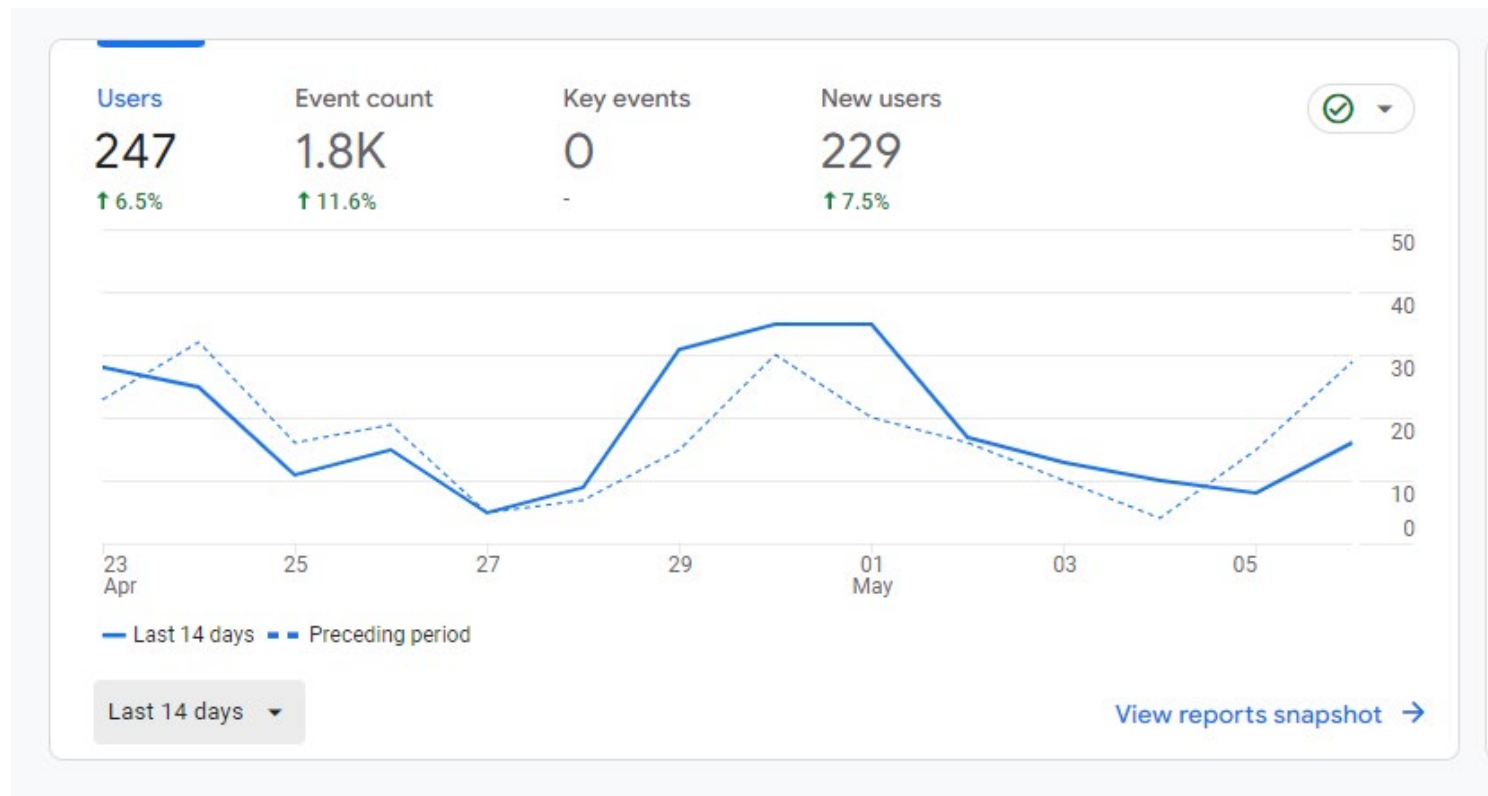 Users Event count Key events New users
247 1.8K 0 229
↑ 6.5% ↑ 11.6% - ↑ 7.5%
50
40
30
20
10
0
23 25 27 29 01 03 05
Apr May
Last 14 days Preceding period
Last 14 days View reports snapshot →